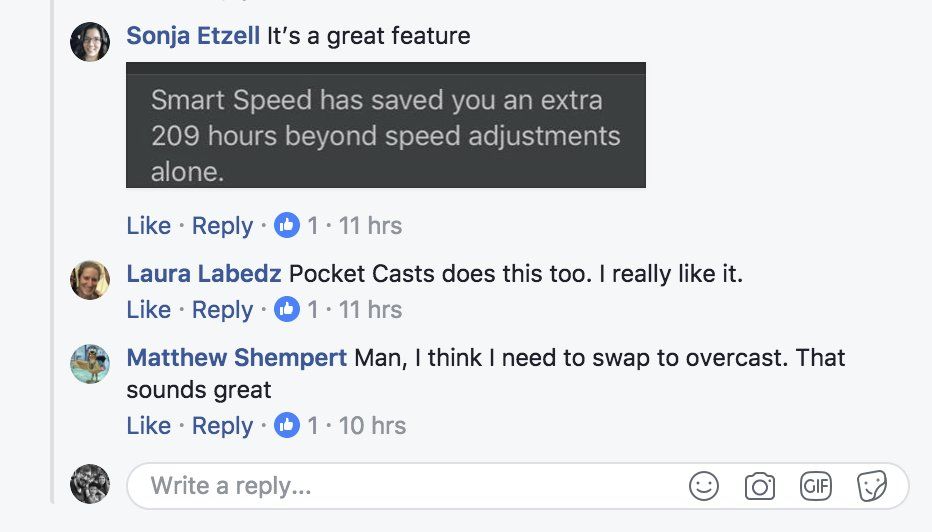 Sonja Etzell It's a great feature
Smart Speed has saved you an extra
209 hours beyond speed adjustments
alone.
Like · Reply · 1 · 11 hrs
Laura Labedz Pocket Casts does this too. I really like it.
Like · Reply · 1 · 11 hrs
Matthew Shempert Man, I think I need to swap to overcast. That
sounds great
Like · Reply · 1 · 10 hrs
Write a reply...
GIF